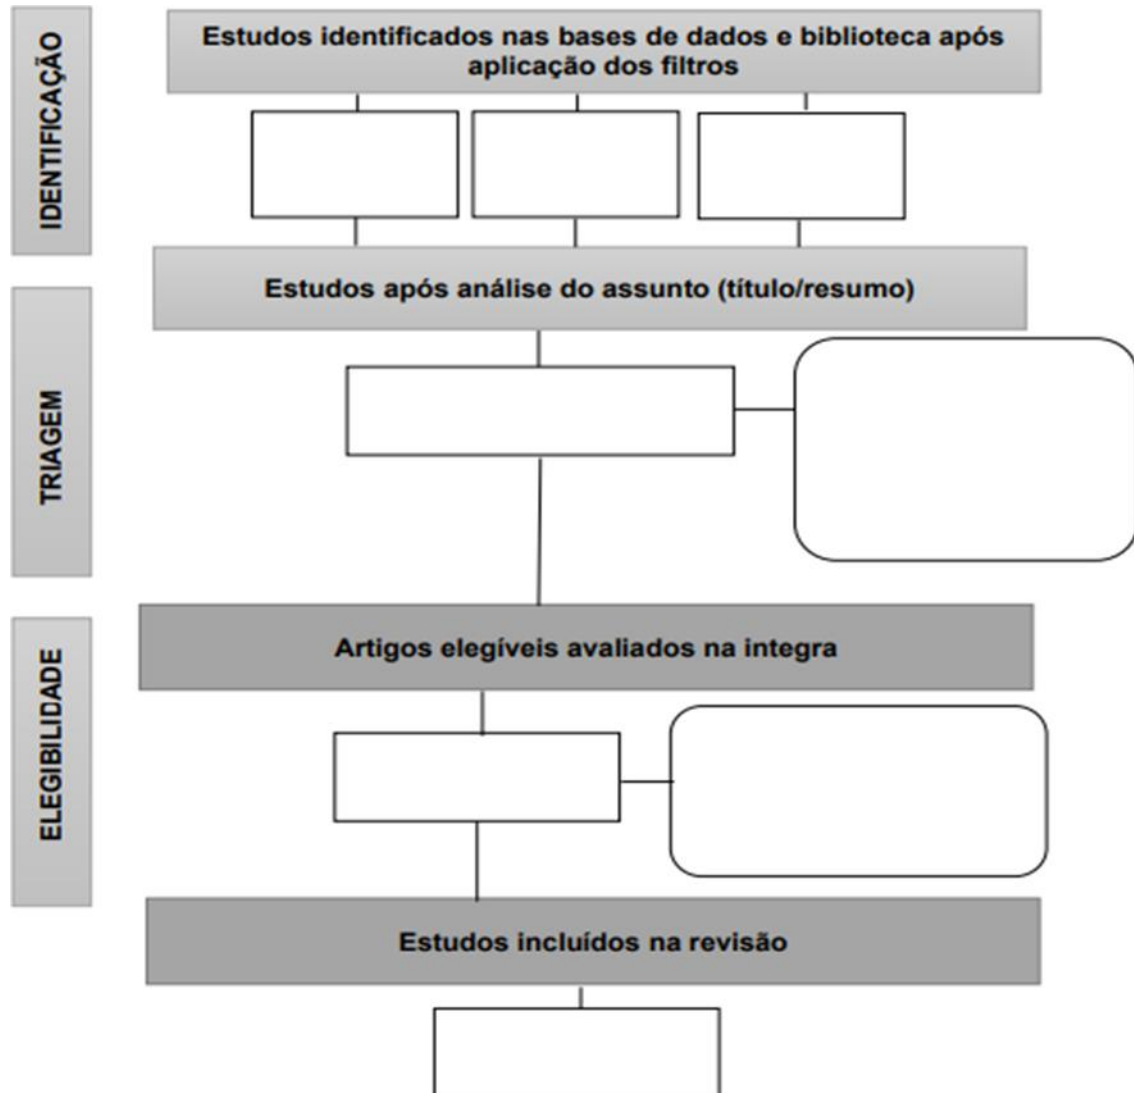 IDENTIFICAÇÃO
Estudos identificados nas bases de dados e biblioteca após
aplicação dos filtros
TRIAGEM
Estudos após análise do assunto (título/resumo)
ELEGIBILIDADE
Artigos elegíveis avaliados na integra
Estudos incluídos na revisão